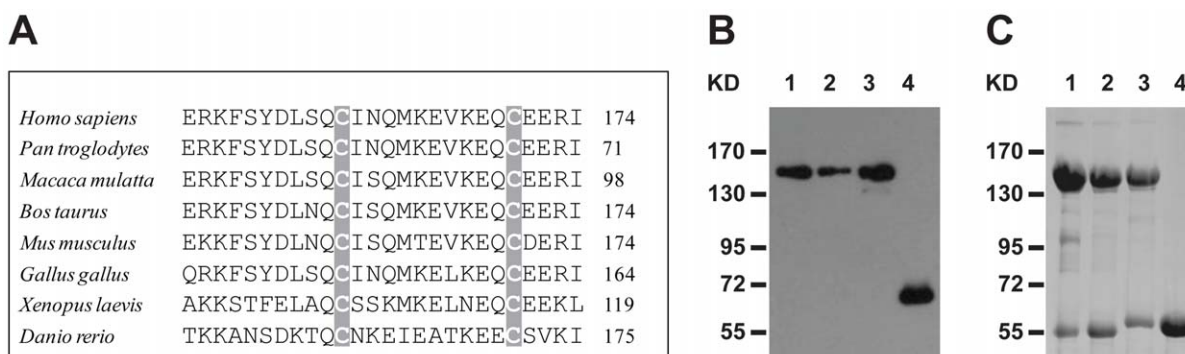 A
Homo sapiens ERKFSYDLSQCINQMKEVKEQCEERI 174
Pan troglodytes ERKFSYDLSQCINQMKEVKEQCEERI 71
Macaca mulatta ERKFSYDLSQCISQMKEVKEQCEERI 98
Bos taurus ERKFSYDLNQCISQMKEVKEQCEERI 174
Mus musculus EKKFSYDLNQCISQMTEVKEQCDERI 174
Gallus gallus QRKFSYDLSQCINQMKELKEQCEERI 164
Xenopus laevis AKKSTFELAQCSSKMKELNEQCEEKL 119
Danio rerio TKKANSDKTQCNKEIEATKEECSVKI 175
B
KD 1 2 3 4
170
130
95
72
55
C
KD 1 2 3 4
170
130
95
72
55